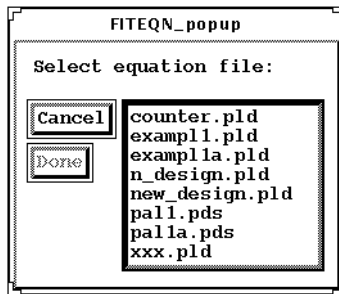 FITEQN_popup
Select equation file:
Cancel
Done
counter.pld
exampl1.pld
exampl1a.pld
n_design.pld
new_design.pld
pal1.pds
pal1a.pds
xxx.pld